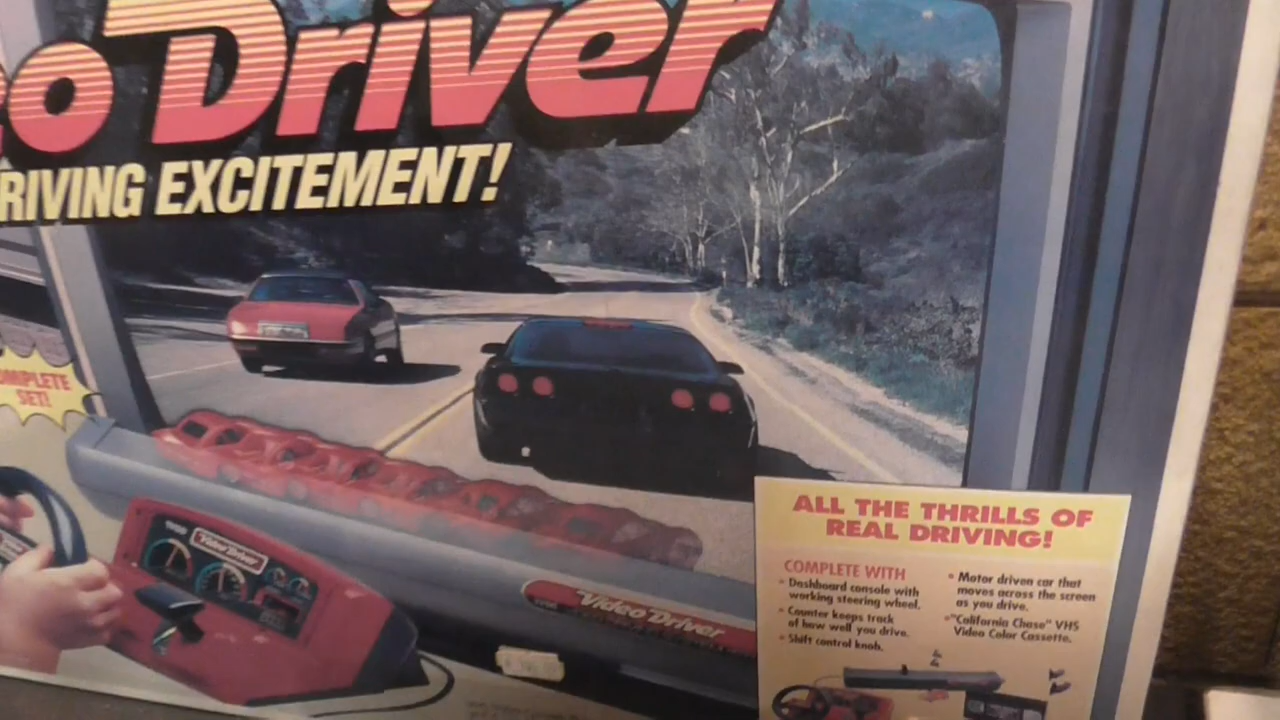 eo Driver
RIVING EXCITEMENT!
OMPLETE
SET!
Video Driver
Video Driver
ALL THE THRILLS OF
REAL DRIVING!
COMPLETE WITH
Dashboard console with
working steering wheel.
Counter keeps track
of how well you drive.
Shift control knob.
• Motor driven car that
moves across the screen
as you drive.
• "California Chase" VHS
Video Color Cassette.